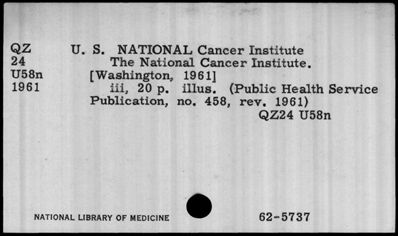 QZ U. S. NATIONAL Cancer Institute
24 The National Cancer Institute.
U58n [Washington, 1961]
1961 iii, 20 p. illus. (Public Health Service
Publication, no. 458, rev. 1961)
QZ24 U58n
NATIONAL LIBRARY OF MEDICINE 62-5737